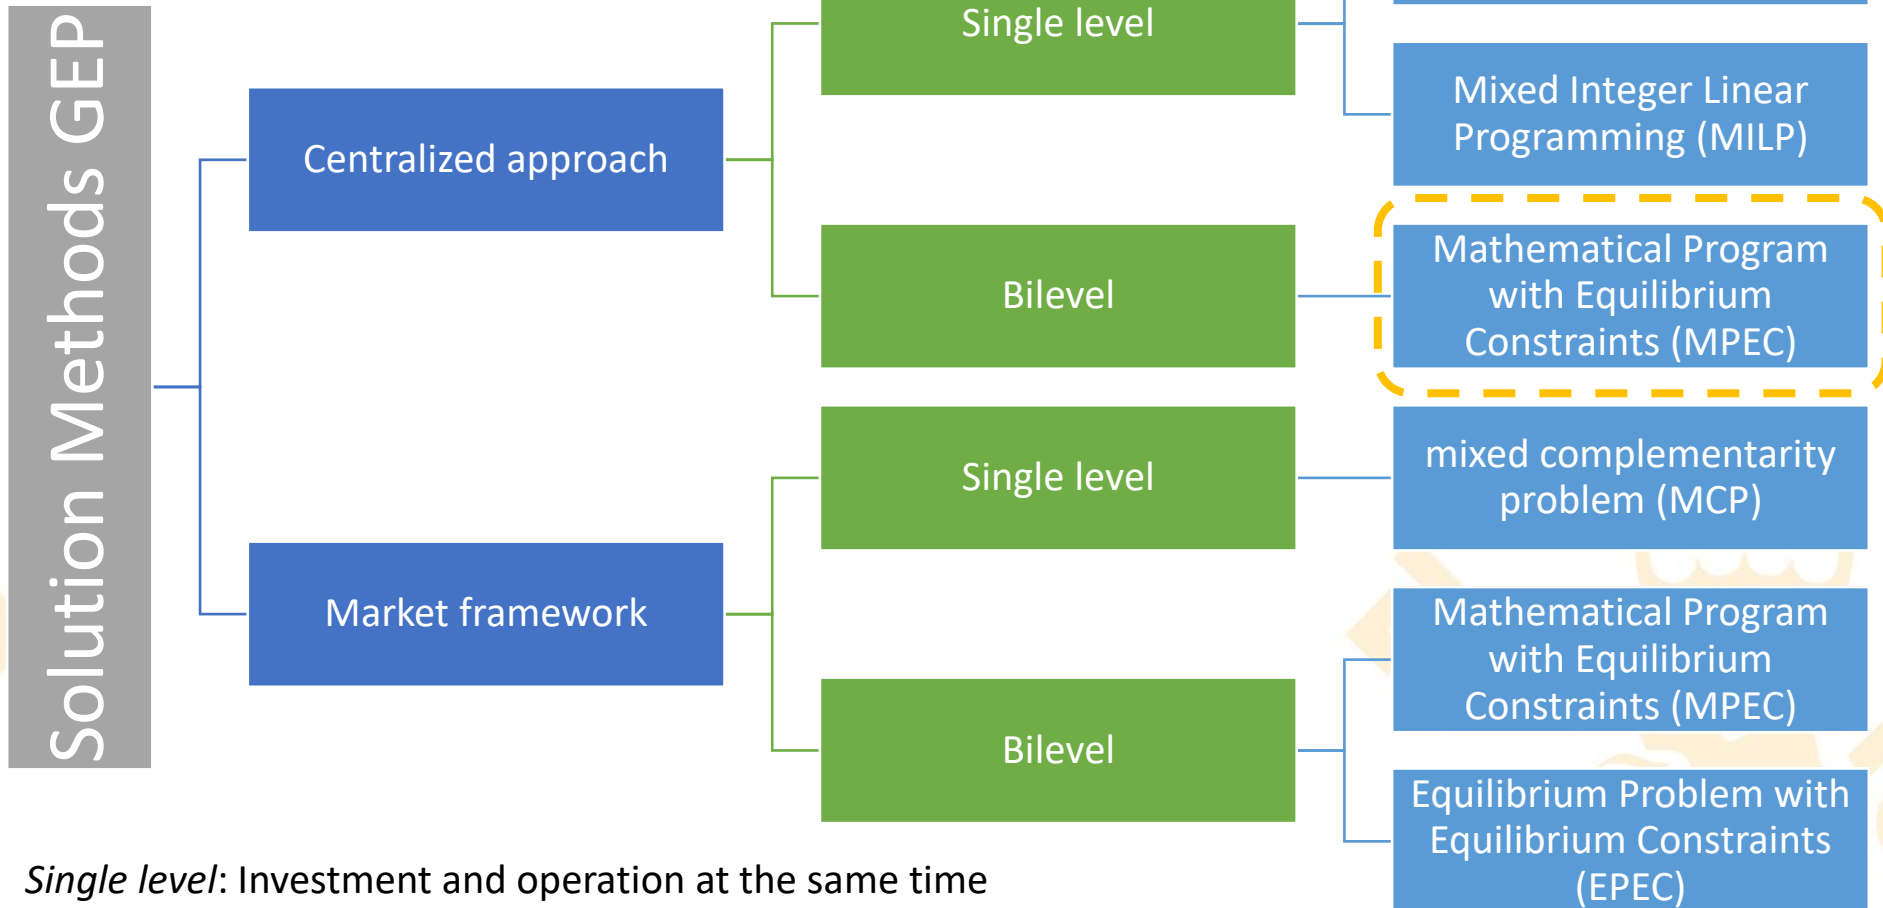 Solution Methods GEP
Centralized approach
Single level
Mixed Integer Linear
Programming (MILP)
Bilevel
Mathematical Program
with Equilibrium
Constraints (MPEC)
Market framework
Single level
mixed complementarity
problem (MCP)
Bilevel
Mathematical Program
with Equilibrium
Constraints (MPEC)
Equilibrium Problem with
Equilibrium Constraints
(EPEC)
Single level: Investment and operation at the same time